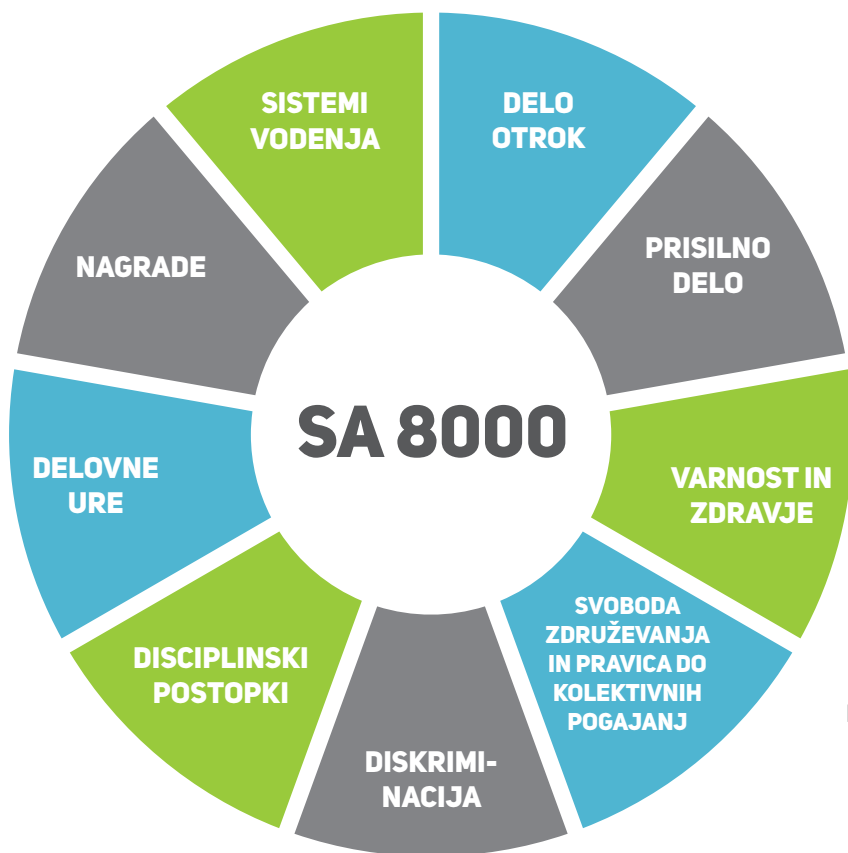 SISTEMI
VODENJA
DELO
OTROK
PRISILNO
DELO
VARNOST IN
ZDRAVJE
SVOBODA
ZDRUŽEVANJA
IN PRAVICA DO
KOLEKTIVNIH
POGAJANJ
DISKRIMI-
NACIJA
DISCIPLINSKI
POSTOPKI
DELOVNE
URE
NAGRADE
SA 8000